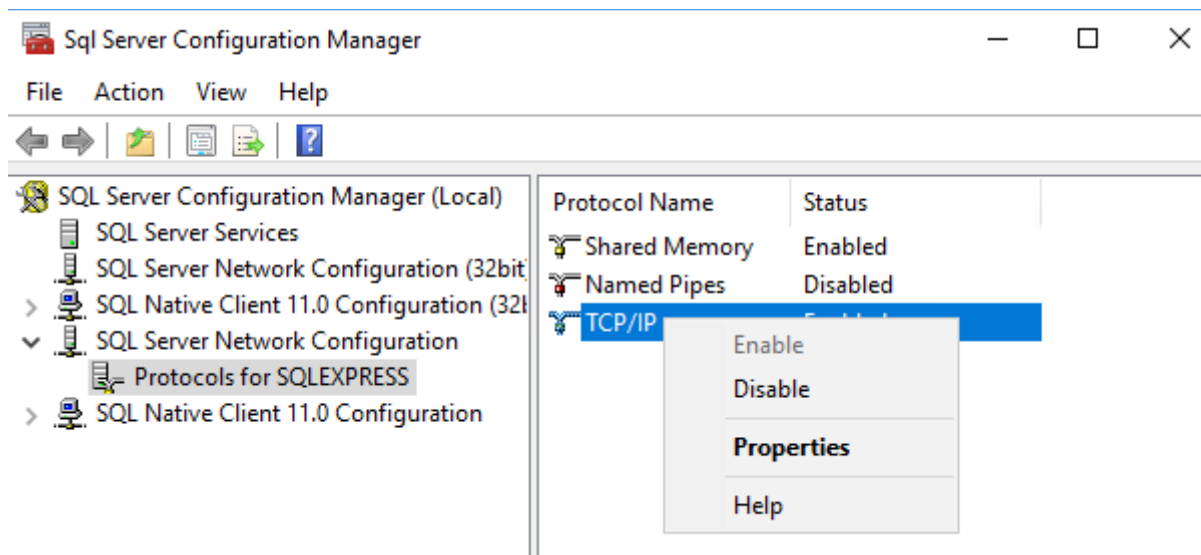 Sql Server Configuration Manager
File Action View Help
SQL Server Configuration Manager (Local)
SQL Server Services
SQL Server Network Configuration (32bit
SQL Native Client 11.0 Configuration (32b
SQL Server Network Configuration
Protocols for SQLEXPRESS
SQL Native Client 11.0 Configuration
Protocol Name Status
Shared Memory Enabled
Named Pipes Disabled
TCP/IP
Enable
Disable
Properties
Help